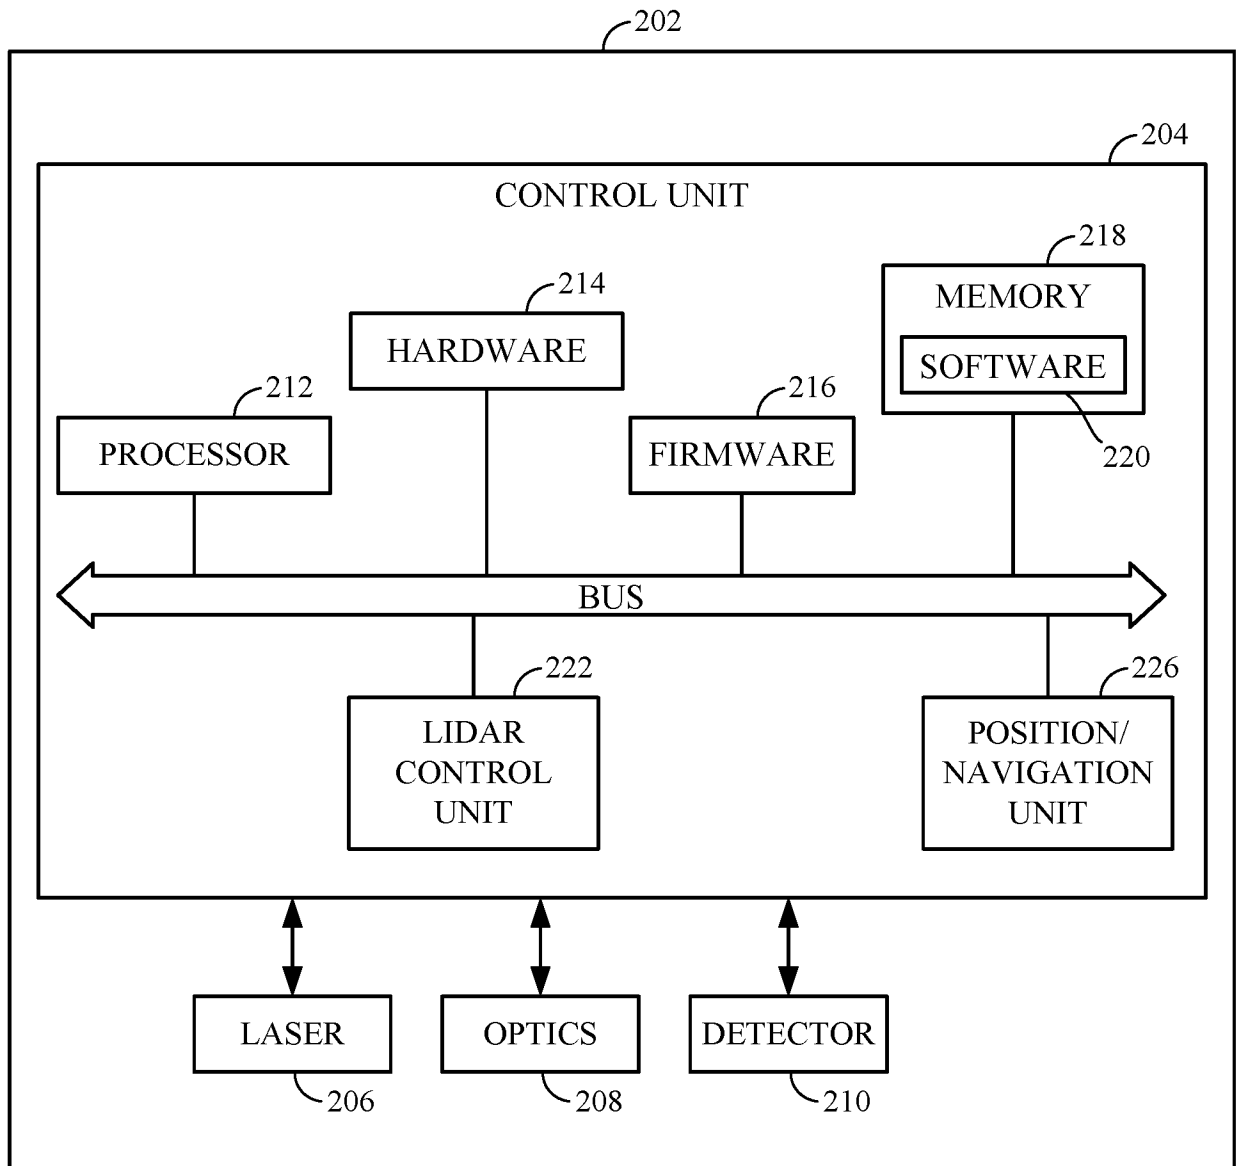 202
204
CONTROL UNIT
218
MEMORY
214
HARDWARE
SOFTWARE
212
216
PROCESSOR
FIRMWARE
220
BUS
222
226
LIDAR
CONTROL
UNIT
POSITION/
NAVIGATION
UNIT
LASER
OPTICS
DETECTOR
206
208
210